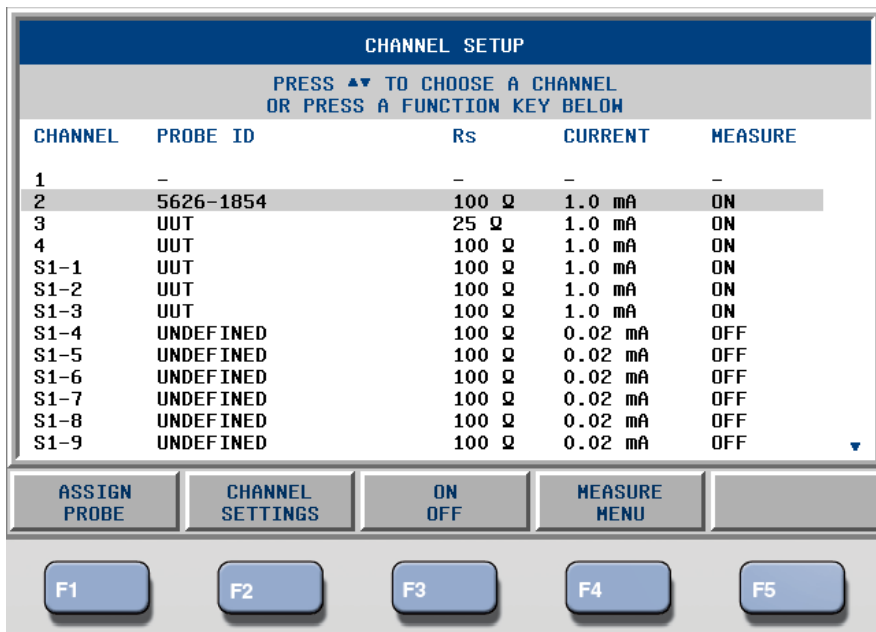 CHANNEL SETUP
PRESS ▲▼ TO CHOOSE A CHANNEL
OR PRESS A FUNCTION KEY BELOW
CHANNEL PROBE ID Rs CURRENT MEASURE
1 – – – –
2 5626-1854 100 Ω 1.0 mA ON
3 UUT 25 Ω 1.0 mA ON
4 UUT 100 Ω 1.0 mA ON
S1-1 UUT 100 Ω 1.0 mA ON
S1-2 UUT 100 Ω 1.0 mA ON
S1-3 UUT 100 Ω 1.0 mA ON
S1-4 UNDEFINED 100 Ω 0.02 mA OFF
S1-5 UNDEFINED 100 Ω 0.02 mA OFF
S1-6 UNDEFINED 100 Ω 0.02 mA OFF
S1-7 UNDEFINED 100 Ω 0.02 mA OFF
S1-8 UNDEFINED 100 Ω 0.02 mA OFF
S1-9 UNDEFINED 100 Ω 0.02 mA OFF ▼
ASSIGN PROBE
CHANNEL SETTINGS
ON OFF
MEASURE MENU
F1 F2 F3 F4 F5